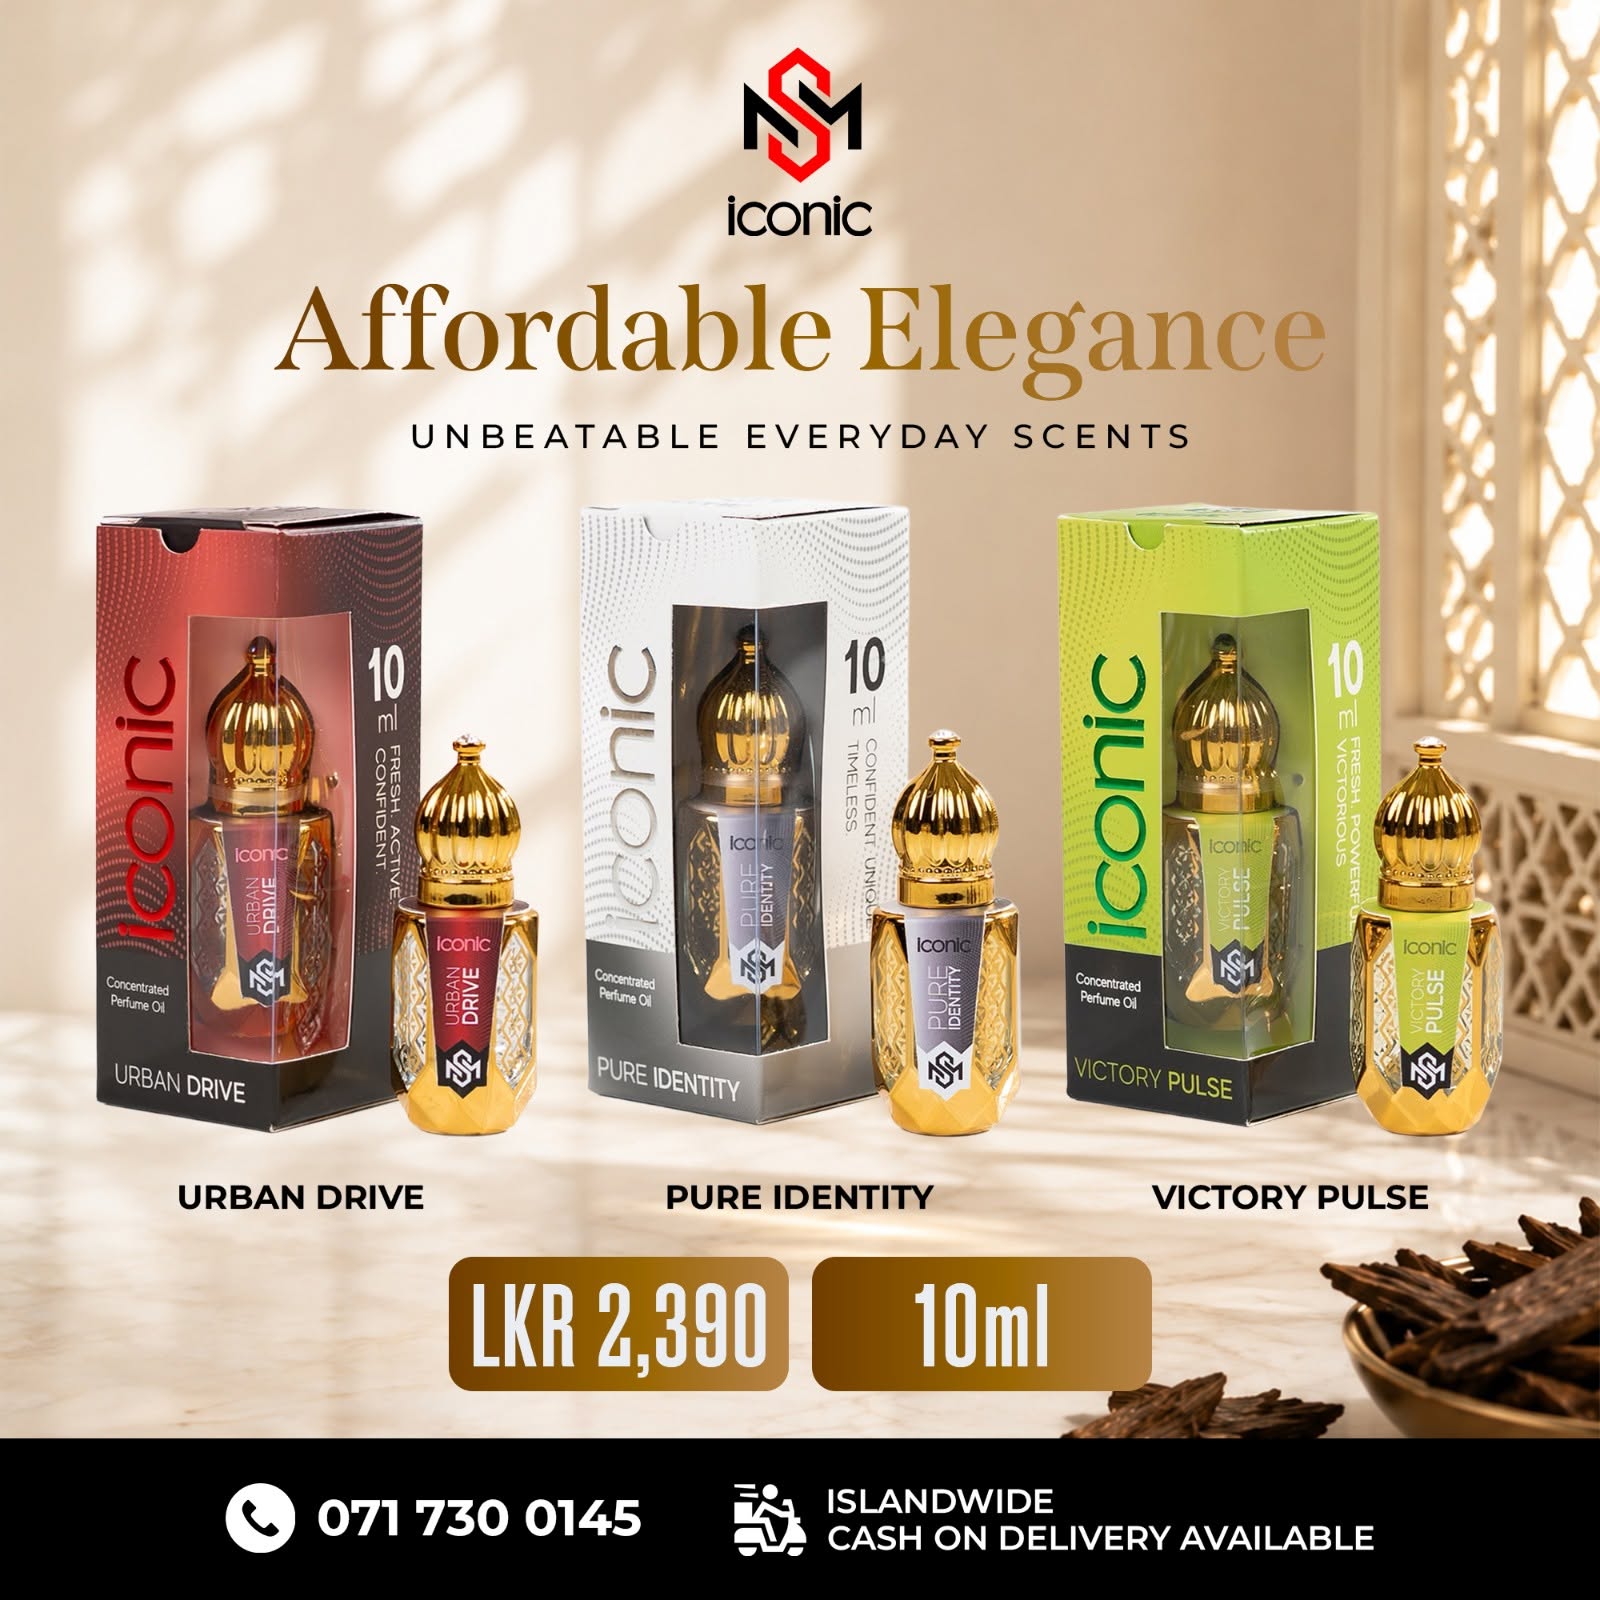 NSM
iconic
Affordable Elegance
UNBEATABLE EVERYDAY SCENTS
iconic
10
ml
FRESH. ACTIVE.
CONFIDENT
iconic
URBAN
DRIVE
Concentrated
Perfume Oil
URBAN DRIVE
iconic
URBAN
DRIVE
iconic
10
ml
CONFIDENT. UNIQUE
TIMELESS.
iconic
PURE
IDENTITY
Concentrated
Perfume Oil
PURE IDENTITY
iconic
PURE
IDENTITY
iconic
10
ml
FRESH. POWERFUL
VICTORIOUS
iconic
VICTORY
PULSE
Concentrated
Perfume Oil
VICTORY PULSE
iconic
VICTORY
PULSE
URBAN DRIVE
PURE IDENTITY
VICTORY PULSE
LKR 2,390
10ml
071 730 0145
ISLANDWIDE
CASH ON DELIVERY AVAILABLE